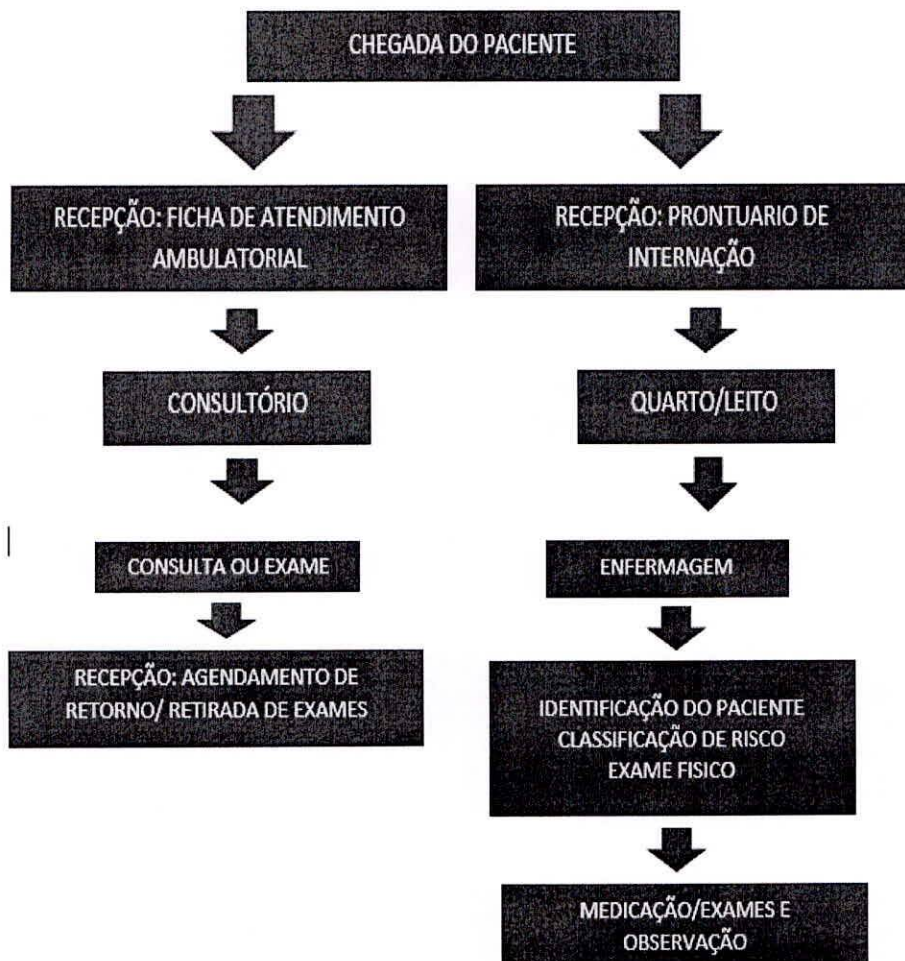 CHEGADA DO PACIENTE
RECEPÇÃO: FICHA DE ATENDIMENTO
AMBULATORIAL
CONSULTÓRIO
CONSULTA OU EXAME
RECEPÇÃO: AGENDAMENTO DE
RETORNO/ RETIRADA DE EXAMES
RECEPÇÃO: PRONTUARIO DE
INTERNAÇÃO
QUARTO/LEITO
ENFERMAGEM
IDENTIFICAÇÃO DO PACIENTE
CLASSIFICAÇÃO DE RISCO
EXAME FISICO
MEDICAÇÃO/EXAMES E
OBSERVAÇÃO